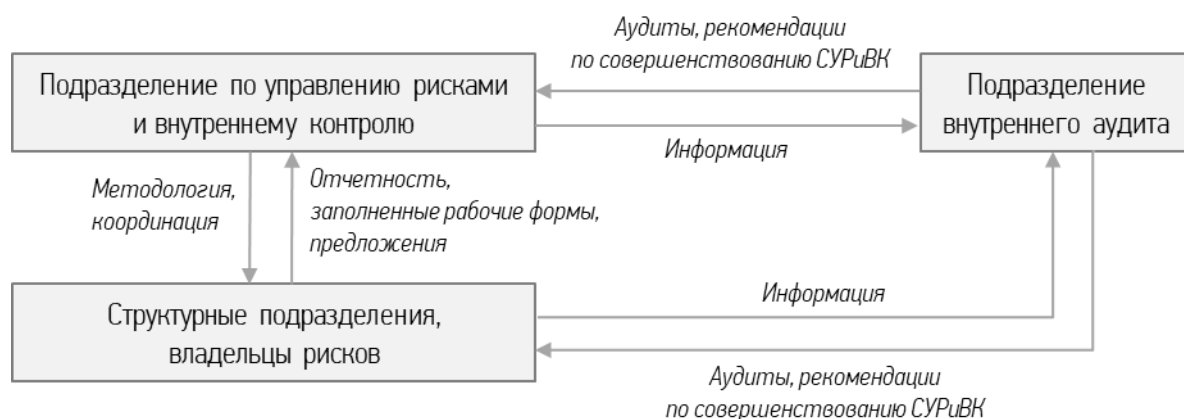 Аудиты, рекомендации
по совершенствованию СУРиВК
Подразделение по управлению рисками
и внутреннему контролю
Подразделение
внутреннего аудита
Информация
Методология,
координация
Отчетность,
заполненные рабочие формы,
предложения
Структурные подразделения,
владельцы рисков
Информация
Аудиты, рекомендации
по совершенствованию СУРиВК